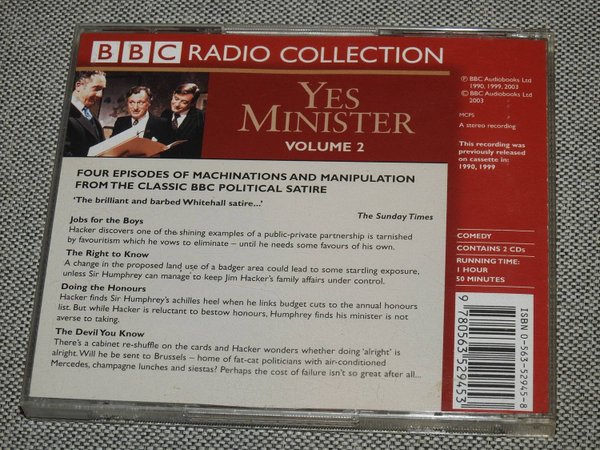 BBC RADIO COLLECTION
YES
MINISTER
VOLUME 2
FOUR EPISODES OF MACHINATIONS AND MANIPULATION
FROM THE CLASSIC BBC POLITICAL SATIRE
'The brilliant and barbed Whitehall satire...'
The Sunday Times
Jobs for the Boys
Hacker discovers one of the shining examples of a public-private partnership is tarnished
by favouritism which he vows to eliminate – until he needs some favours of his own.
The Right to Know
A change in the proposed land use of a badger area could lead to some startling exposure,
unless Sir Humphrey can manage to keep Jim Hacker's family affairs under control.
Doing the Honours
Hacker finds Sir Humphrey's achilles heel when he links budget cuts to the annual honours
list. But while Hacker is reluctant to bestow honours, Humphrey finds his minister is not
averse to taking.
The Devil You Know
There's a cabinet re-shuffle on the cards and Hacker wonders whether doing 'alright' is
alright. Will he be sent to Brussels – home of fat-cat politicians with air-conditioned
Mercedes, champagne lunches and siestas? Perhaps the cost of failure isn't so great after all...
℗ BBC Audiobooks Ltd
1990, 1999, 2003
© BBC Audiobooks Ltd
2003
MCPS
A stereo recording
This recording was
previously released
on cassette in:
1990, 1999
COMEDY
CONTAINS 2 CDs
RUNNING TIME:
1 HOUR
50 MINUTES
ISBN 0-563-52945-8
9 780563 529453